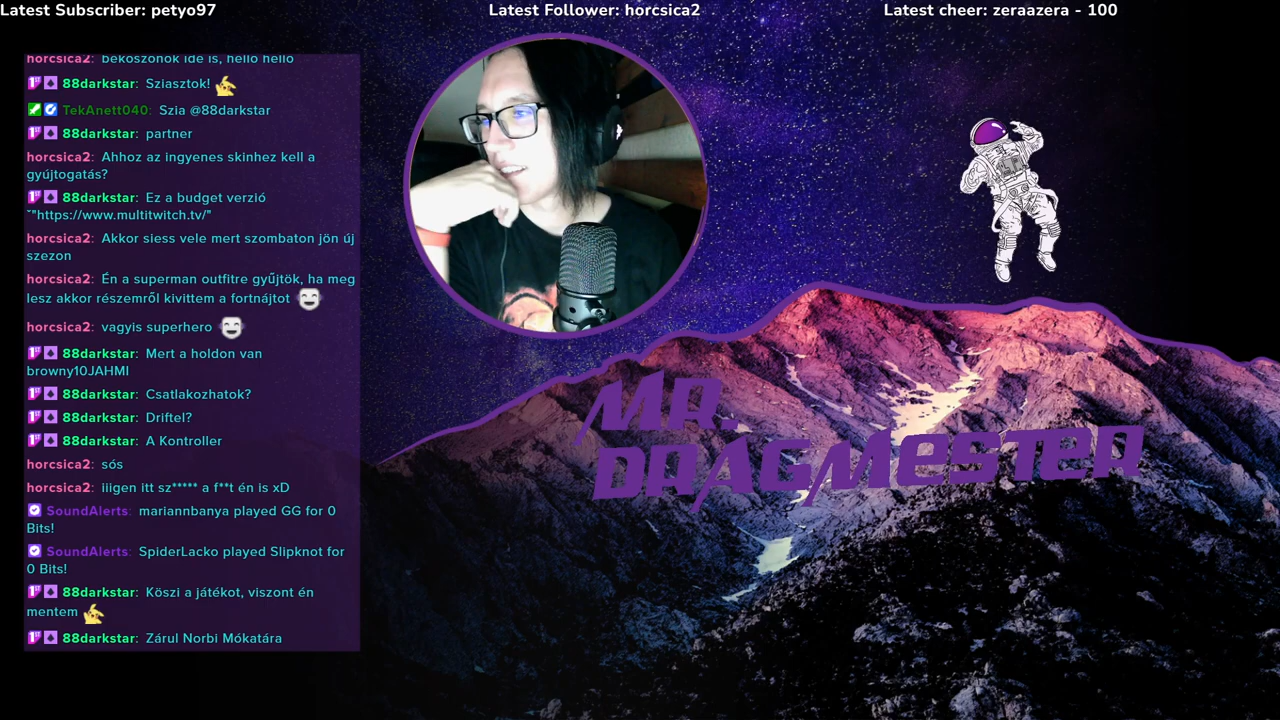 Latest Subscriber: petyo97
Latest Follower: horcsica2
Latest cheer: zeraazera - 100
horcsica2: beköszönök ide is, hello hello
88darkstar: Sziasztok!
TekAnett040: Szia @88darkstar
88darkstar: partner
horcsica2: Ahhoz az ingyenes skinhez kell a
gyújtogatás?
88darkstar: Ez a budget verzió
˝"https://www.multitwitch.tv/"
horcsica2: Akkor siess vele mert szombaton jön új
szezon
horcsica2: Én a superman outfitre gyűjtök, ha meg
lesz akkor részemről kivittem a fortnájtot
horcsica2: vagyis superhero
88darkstar: Mert a holdon van
browny10JAHMI
88darkstar: Csatlakozhatok?
88darkstar: Driftel?
88darkstar: A Kontroller
horcsica2: sós
horcsica2: iiigen itt sz***** a f**t én is xD
SoundAlerts: mariannbanya played GG for 0
Bits!
SoundAlerts: SpiderLacko played Slipknot for
0 Bits!
88darkstar: Köszi a játékot, viszont én
mentem
88darkstar: Zárul Norbi Mókatára
MR.
DRAGMESTER